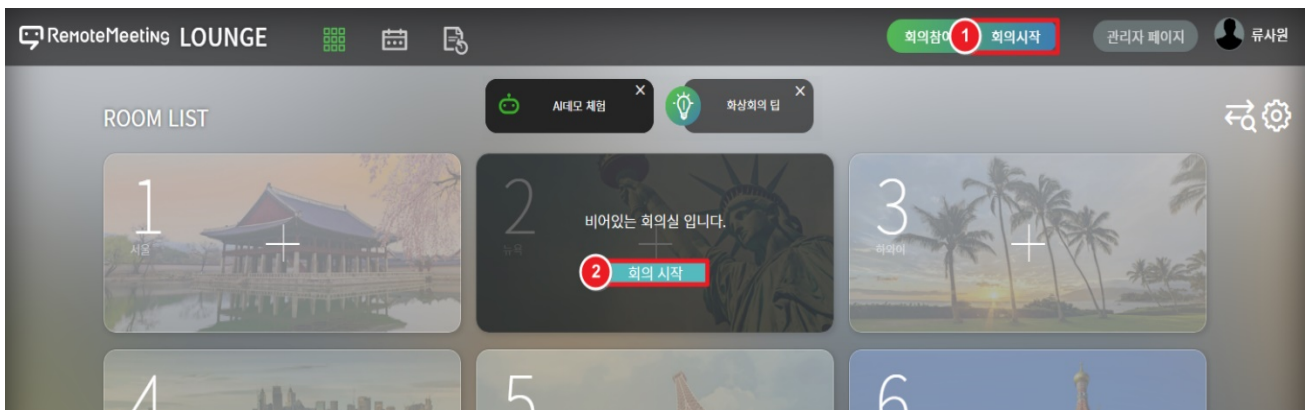 RemoteMeeting LOUNGE
회의참여 1 회의시작
관리자 페이지
류사원
AI데모 체험
화상회의 팁
ROOM LIST
1
서울
2
뉴욕
비어있는 회의실 입니다.
2 회의 시작
3
하와이
4
5
6